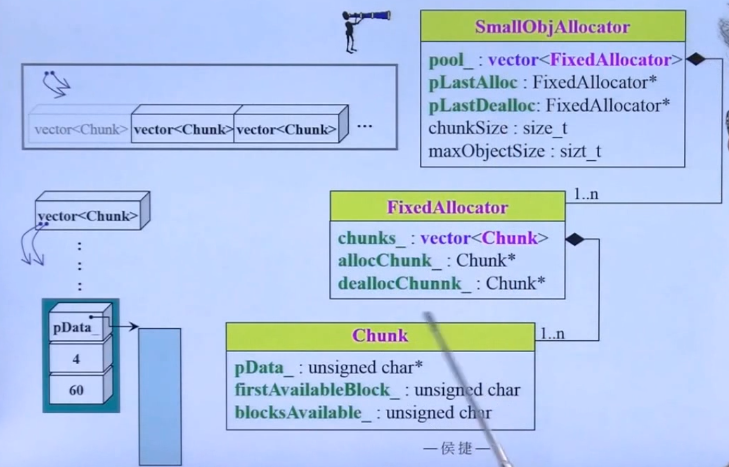 SmallObjAllocator
pool_ : vector<FixedAllocator>
pLastAlloc : FixedAllocator*
pLastDealloc: FixedAllocator*
chunkSize : size_t
maxObjectSize : sizt_t
vector<Chunk> vector<Chunk> vector<Chunk> ...
1..n
vector<Chunk>
FixedAllocator
chunks_ : vector<Chunk>
allocChunk_ : Chunk*
deallocChunnk_ : Chunk*
1..n
pData_
4
60
Chunk
pData_ : unsigned char*
firstAvailableBlock_ : unsigned char
blocksAvailable_ : unsigned char
—侯捷—